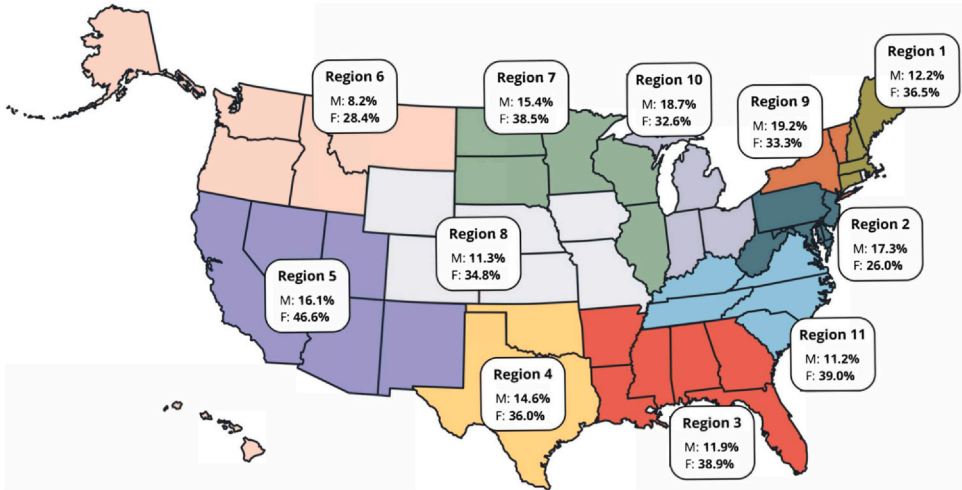 Region 1
M: 12.2%
F: 36.5%
Region 6
M: 8.2%
F: 28.4%
Region 7
M: 15.4%
F: 38.5%
Region 10
M: 18.7%
F: 32.6%
Region 9
M: 19.2%
F: 33.3%
Region 2
M: 17.3%
F: 26.0%
Region 8
M: 11.3%
F: 34.8%
Region 5
M: 16.1%
F: 46.6%
Region 11
M: 11.2%
F: 39.0%
Region 4
M: 14.6%
F: 36.0%
Region 3
M: 11.9%
F: 38.9%